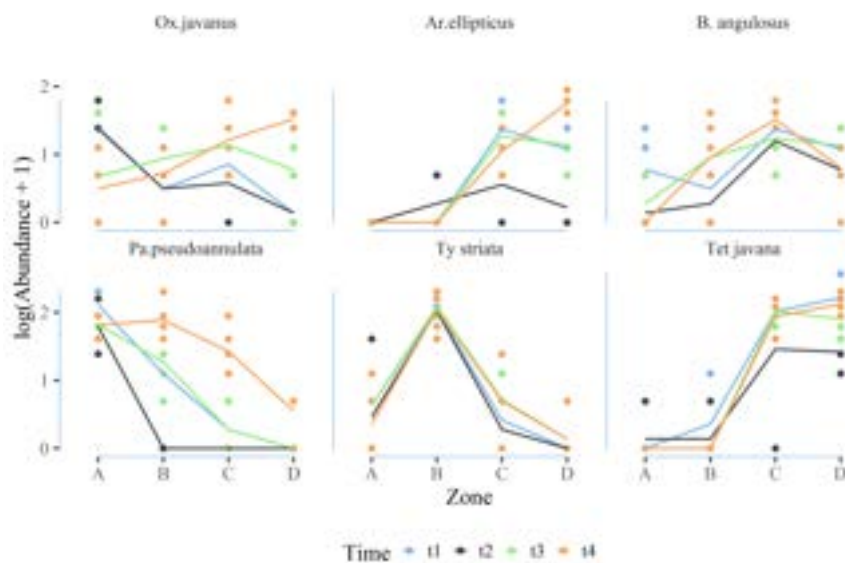 Ox.javanus Ar.ellipticus B. angulosus
2
1
0
Pa.pseudoannulata Ty striata Tet javana
2
1
0
log(Abundance + 1)
A B C D A B C D A B C D
Zone
Time t1 t2 t3 t4